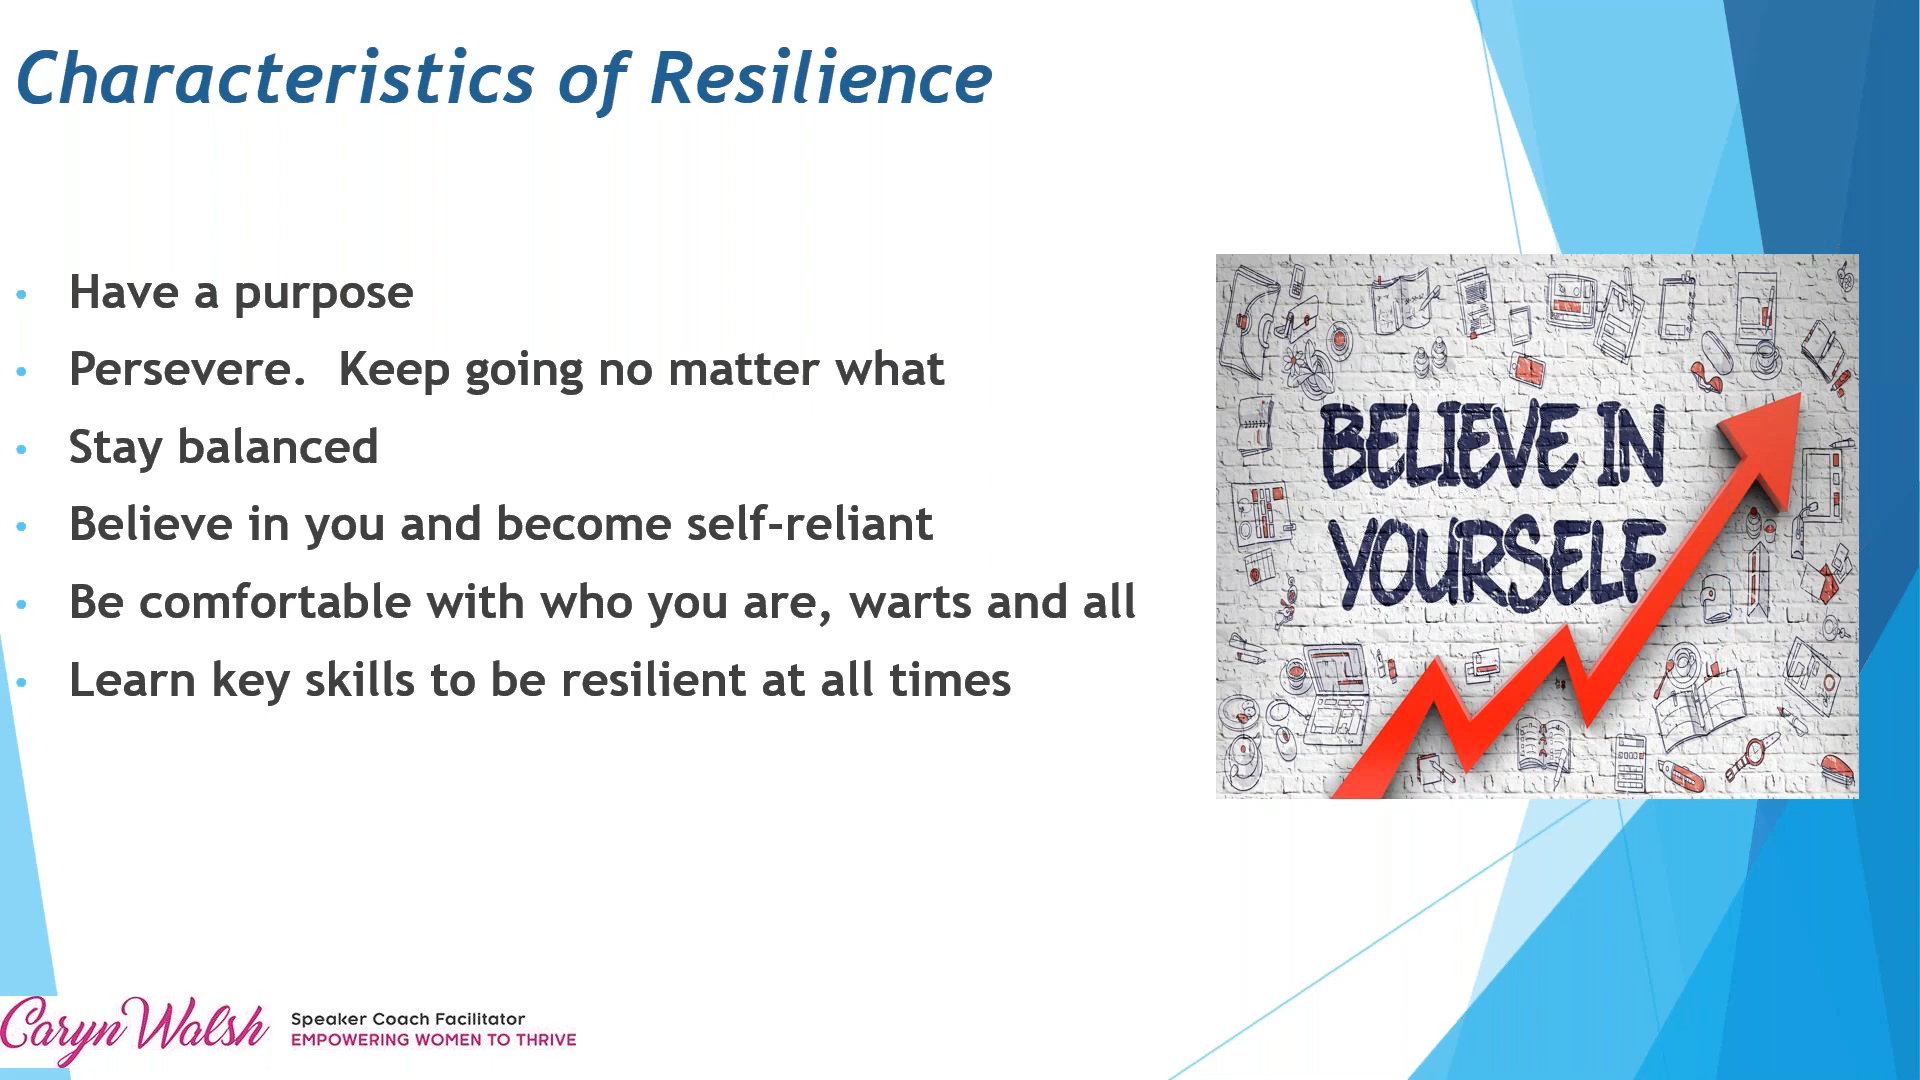 Characteristics of Resilience
• Have a purpose
• Persevere.  Keep going no matter what
• Stay balanced
• Believe in you and become self-reliant
• Be comfortable with who you are, warts and all
• Learn key skills to be resilient at all times
BELIEVE IN
YOURSELF
Caryn Walsh
Speaker Coach Facilitator
EMPOWERING WOMEN TO THRIVE